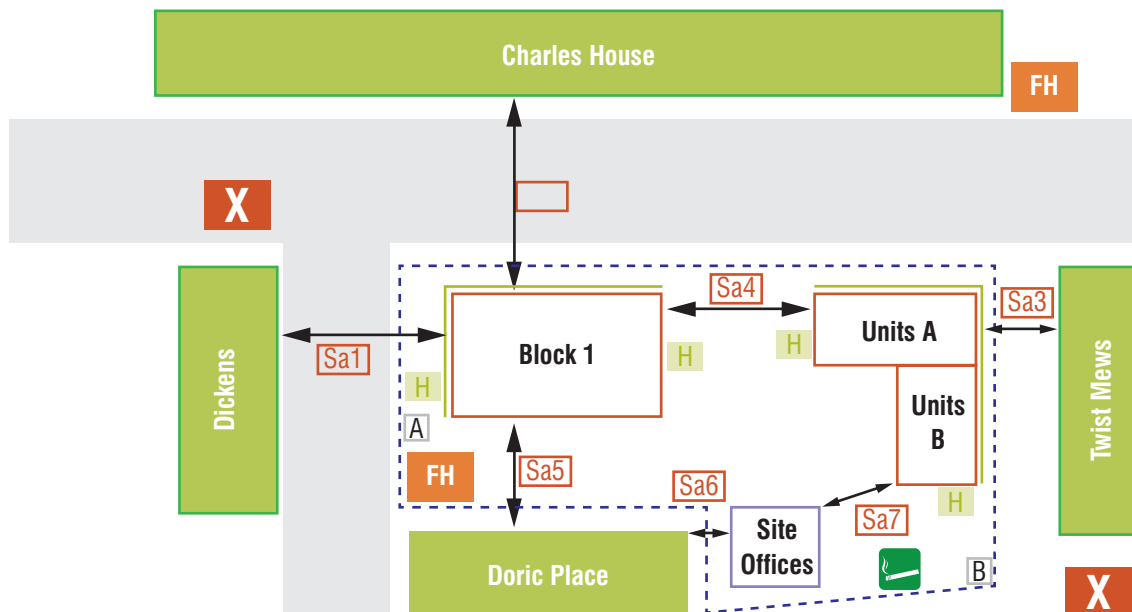 Charles House
FH
X
Sa4
Sa3
Units A
Block 1
Sa1
H
H
H
Dickens
Units
B
Twist Mews
A
FH
Sa5
Sa6
H
Sa7
Site
Offices
Doric Place
B
X